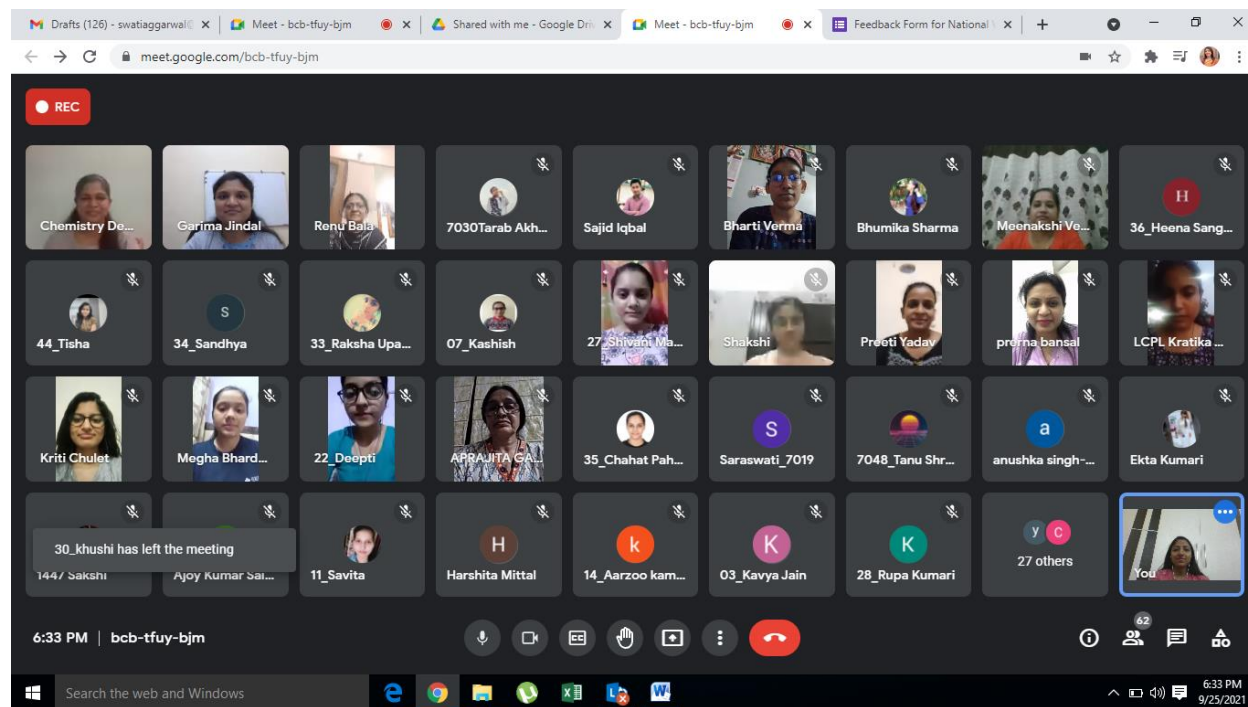 Drafts (126) - swatiaggarwal
Meet - bcb-tfuy-bjm
Shared with me - Google Dri
Meet - bcb-tfuy-bjm
Feedback Form for National
meet.google.com/bcb-tfuy-bjm
REC
Chemistry De...
Garima Jindal
Renu Bala
7030Tarab Akh...
Sajid Iqbal
Bharti Verma
Bhumika Sharma
Meenakshi Ve...
H
36_Heena Sang...
44_Tisha
S
34_Sandhya
33_Raksha Upa...
07_Kashish
27_Shivani Ma...
Shakshi
Preeti Yadav
prerna bansal
LCPL Kratika ...
Kriti Chulet
Megha Bhard...
22_Deepti
APRAJITA GA...
35_Chahat Pah...
S
Saraswati_7019
7048_Tanu Shr...
a
anushka singh-...
Ekta Kumari
30_khushi has left the meeting
1447 Sakshi
Ajoy Kumar Sai...
11_Savita
H
Harshita Mittal
k
14_Aarzoo kam...
K
03_Kavya Jain
K
28_Rupa Kumari
y C
27 others
You
6:33 PM | bcb-tfuy-bjm
CC
62
Search the web and Windows
6:33 PM
9/25/2021